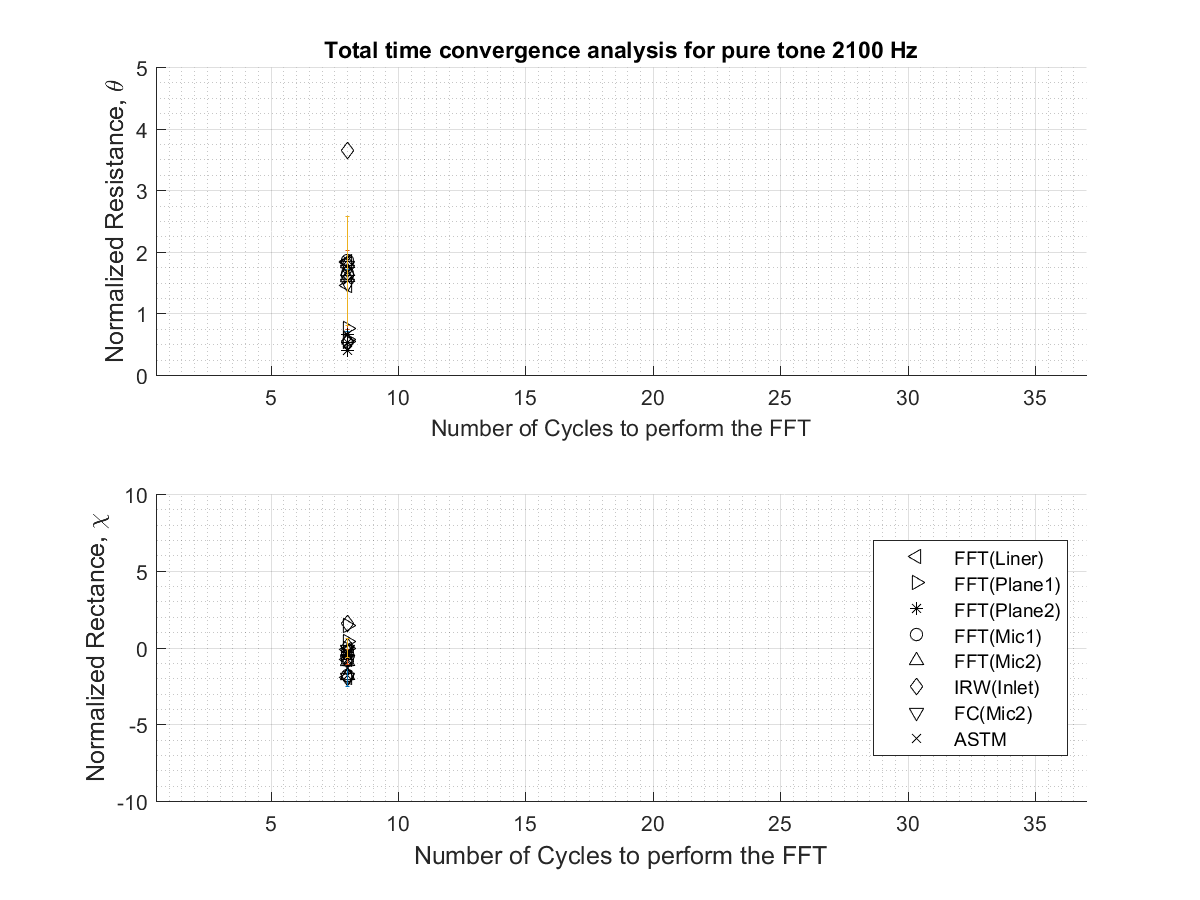 Total time convergence analysis for pure tone 2100 Hz
Normalized Resistance, θ
5
4
3
2
1
0
5 10 15 20 25 30 35
Number of Cycles to perform the FFT
Normalized Rectance, χ
10
5
0
-5
-10
FFT(Liner)
FFT(Plane1)
FFT(Plane2)
FFT(Mic1)
FFT(Mic2)
IRW(Inlet)
FC(Mic2)
ASTM
5 10 15 20 25 30 35
Number of Cycles to perform the FFT